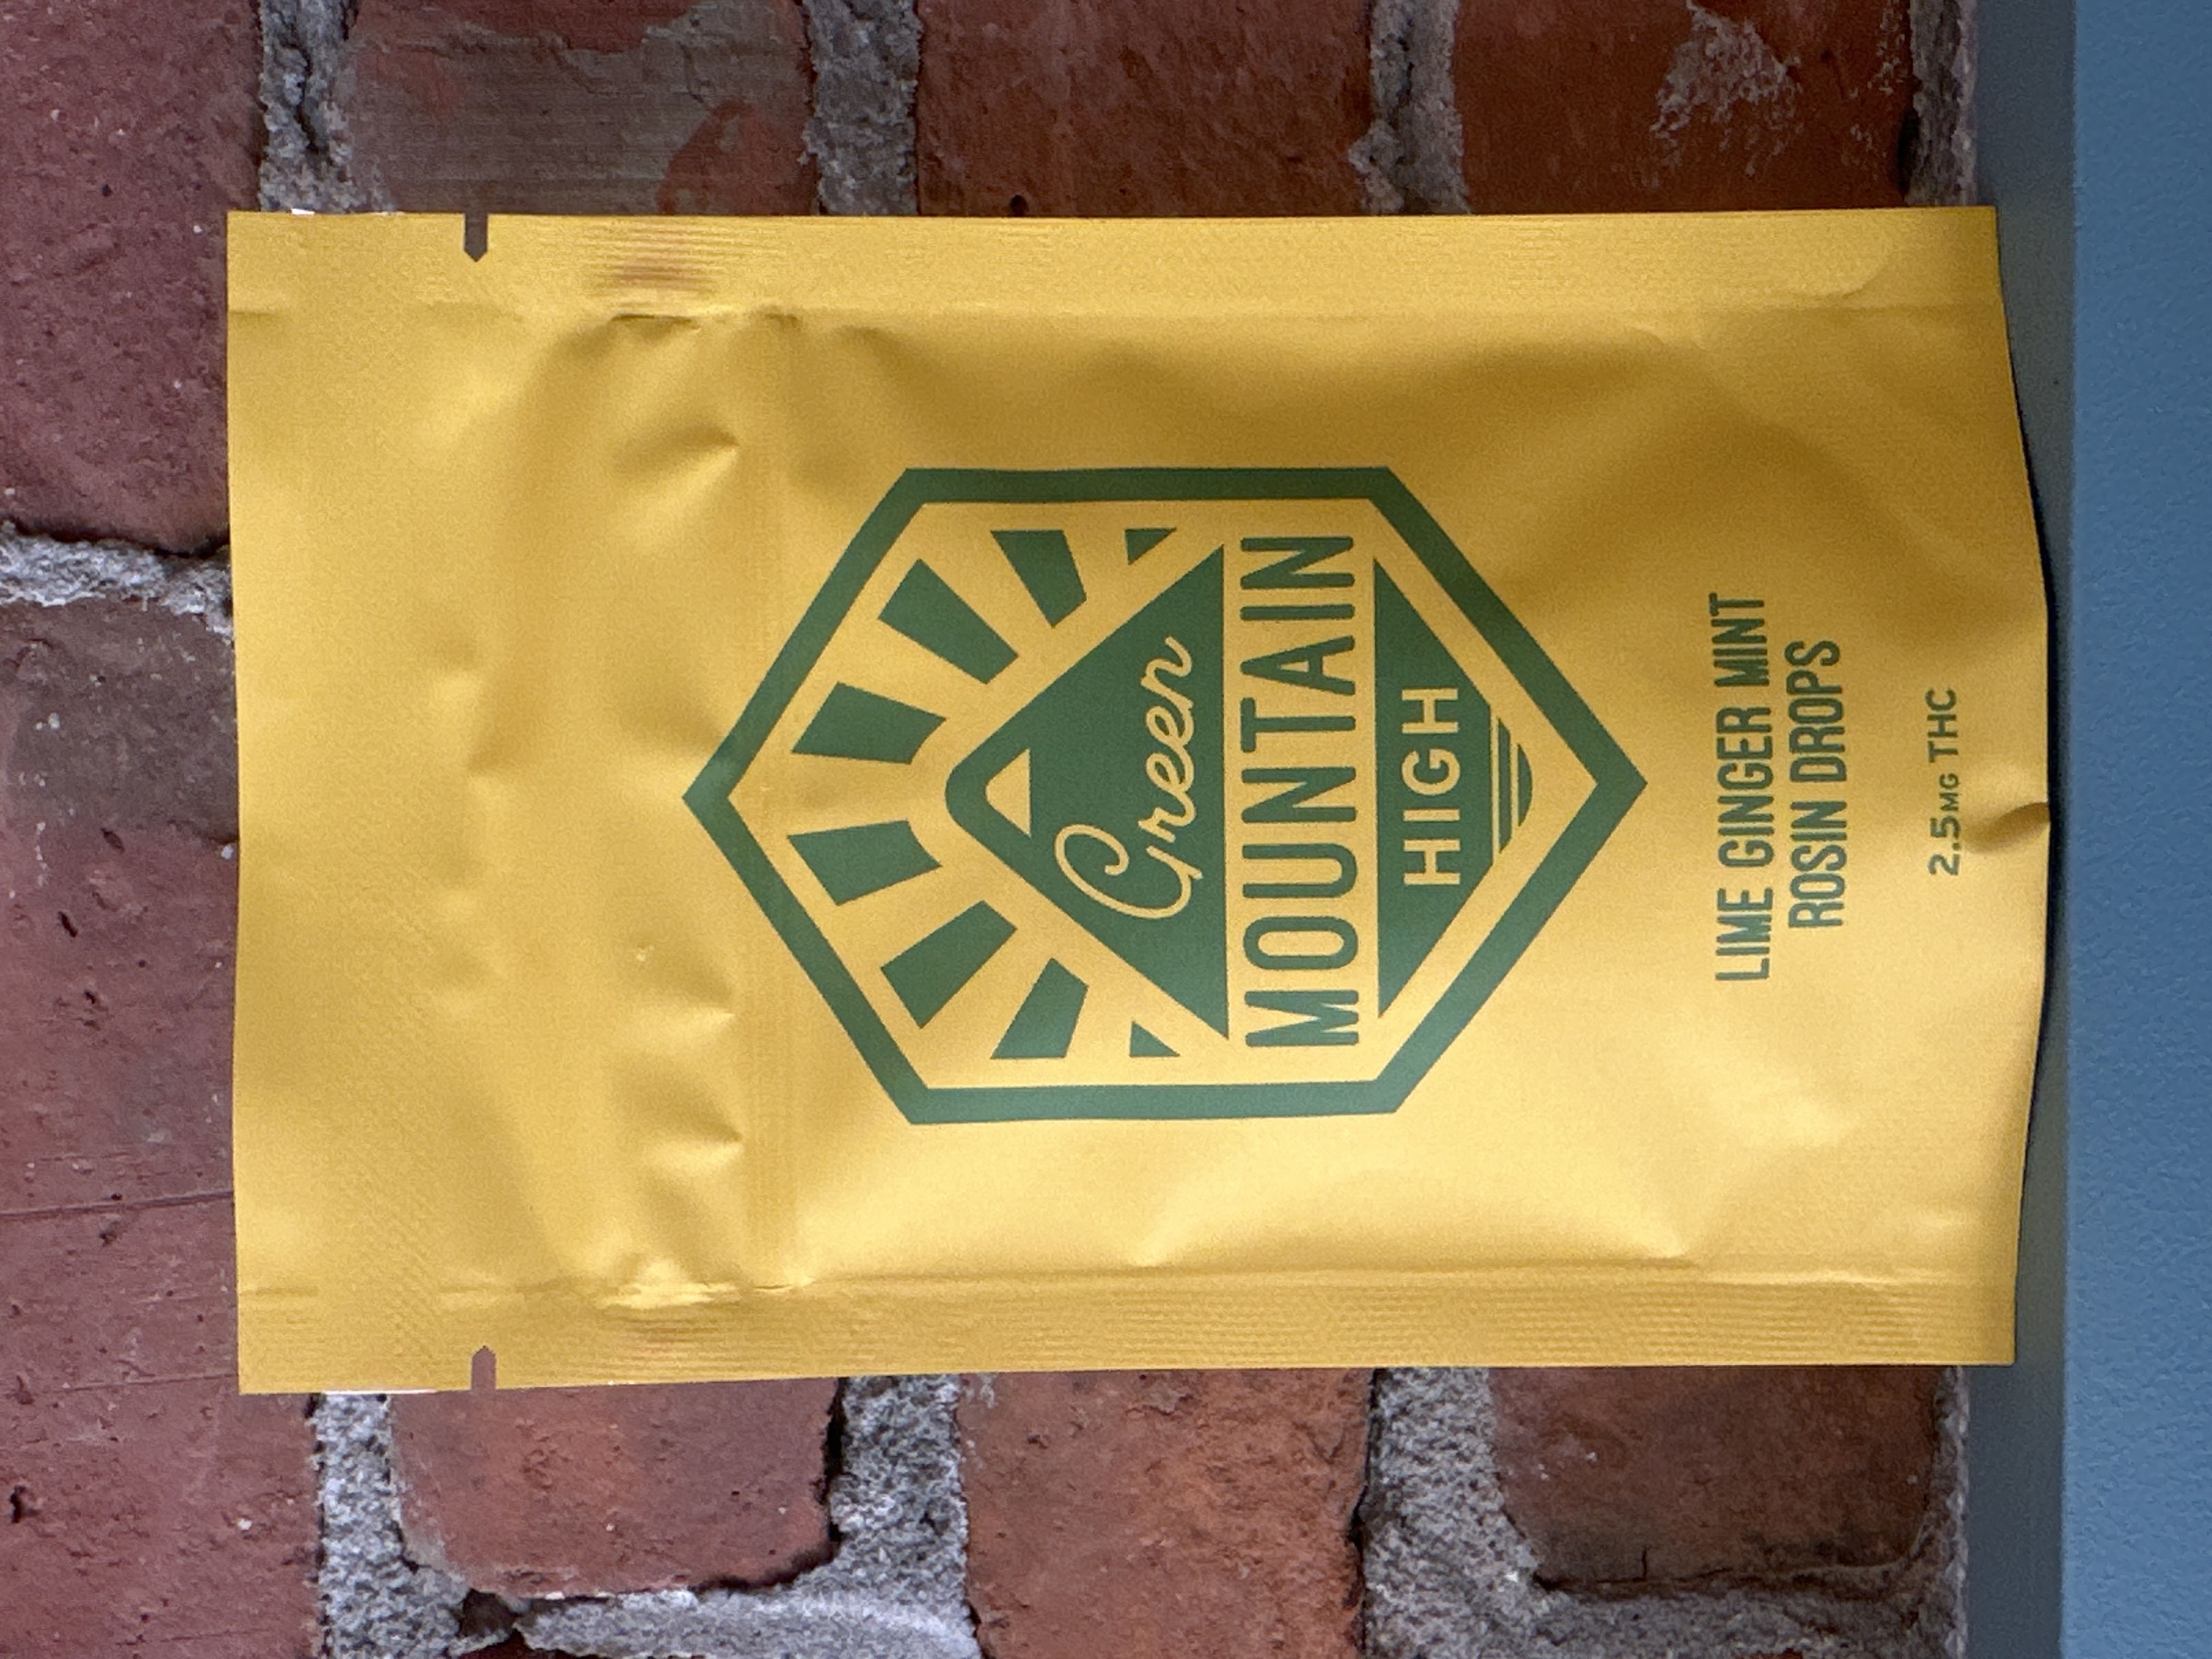 Green
MOUNTAIN
HIGH
LIME GINGER MINT
ROSIN DROPS
2.5MG THC